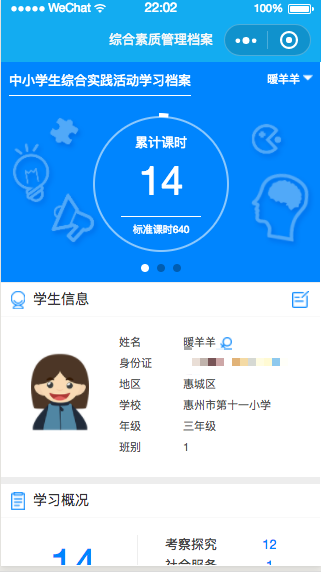 WeChat 22:02 100%
综合素质管理档案
中小学生综合实践活动学习档案 暖羊羊
累计课时
14
标准课时640
学生信息
姓名 暖羊羊
身份证
地区 惠城区
学校 惠州市第十一小学
年级 三年级
班别 1
学习概况
14
考察探究 12
社会服务 1